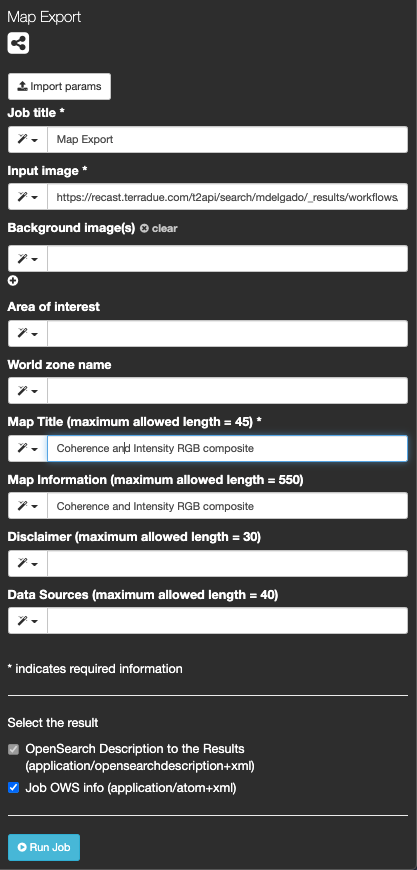 Map Export
Import params
Job title *
Map Export
Input image *
https://recast.terradue.com/t2api/search/mdelgado/_results/workflows.
Background image(s) clear
Area of interest
World zone name
Map Title (maximum allowed length = 45) *
Coherence and Intensity RGB composite
Map Information (maximum allowed length = 550)
Coherence and Intensity RGB composite
Disclaimer (maximum allowed length = 30)
Data Sources (maximum allowed length = 40)
* indicates required information
Select the result
OpenSearch Description to the Results
(application/opensearchdescription+xml)
Job OWS info (application/atom+xml)
Run Job